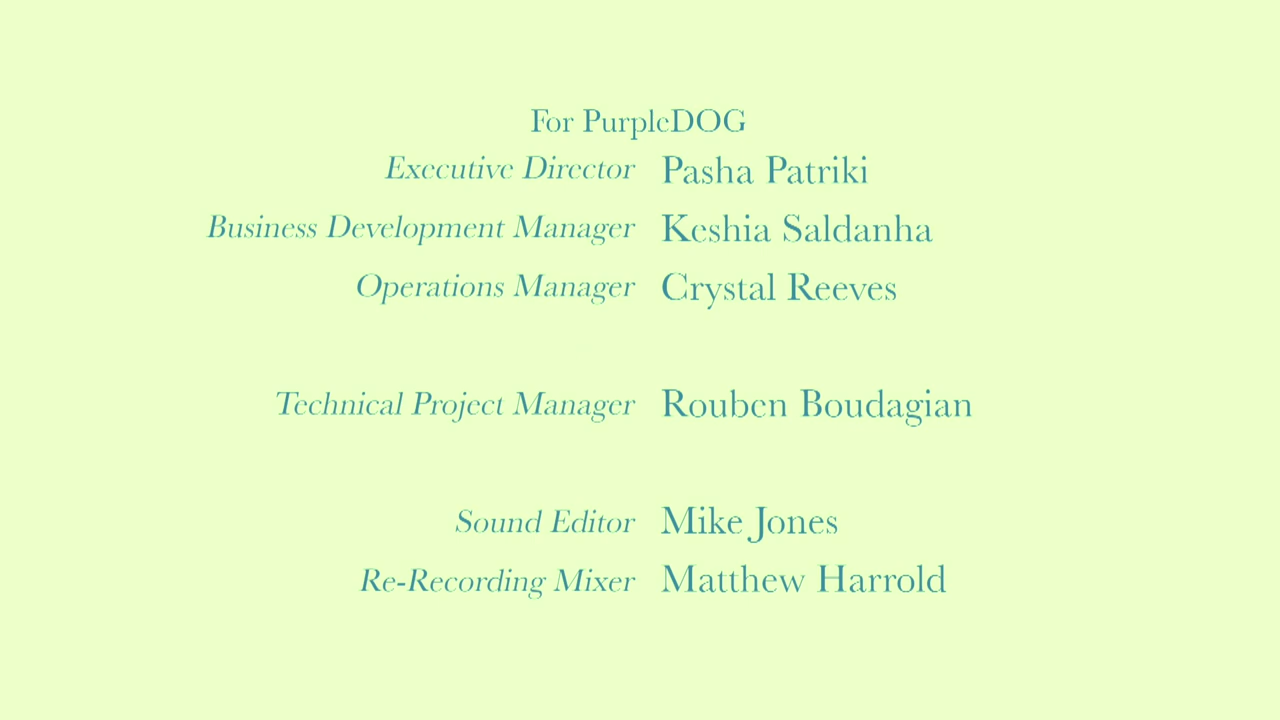 For PurpleDOG
Executive Director Pasha Patriki
Business Development Manager Keshia Saldanha
Operations Manager Crystal Reeves
Technical Project Manager Rouben Boudagian
Sound Editor Mike Jones
Re-Recording Mixer Matthew Harrold